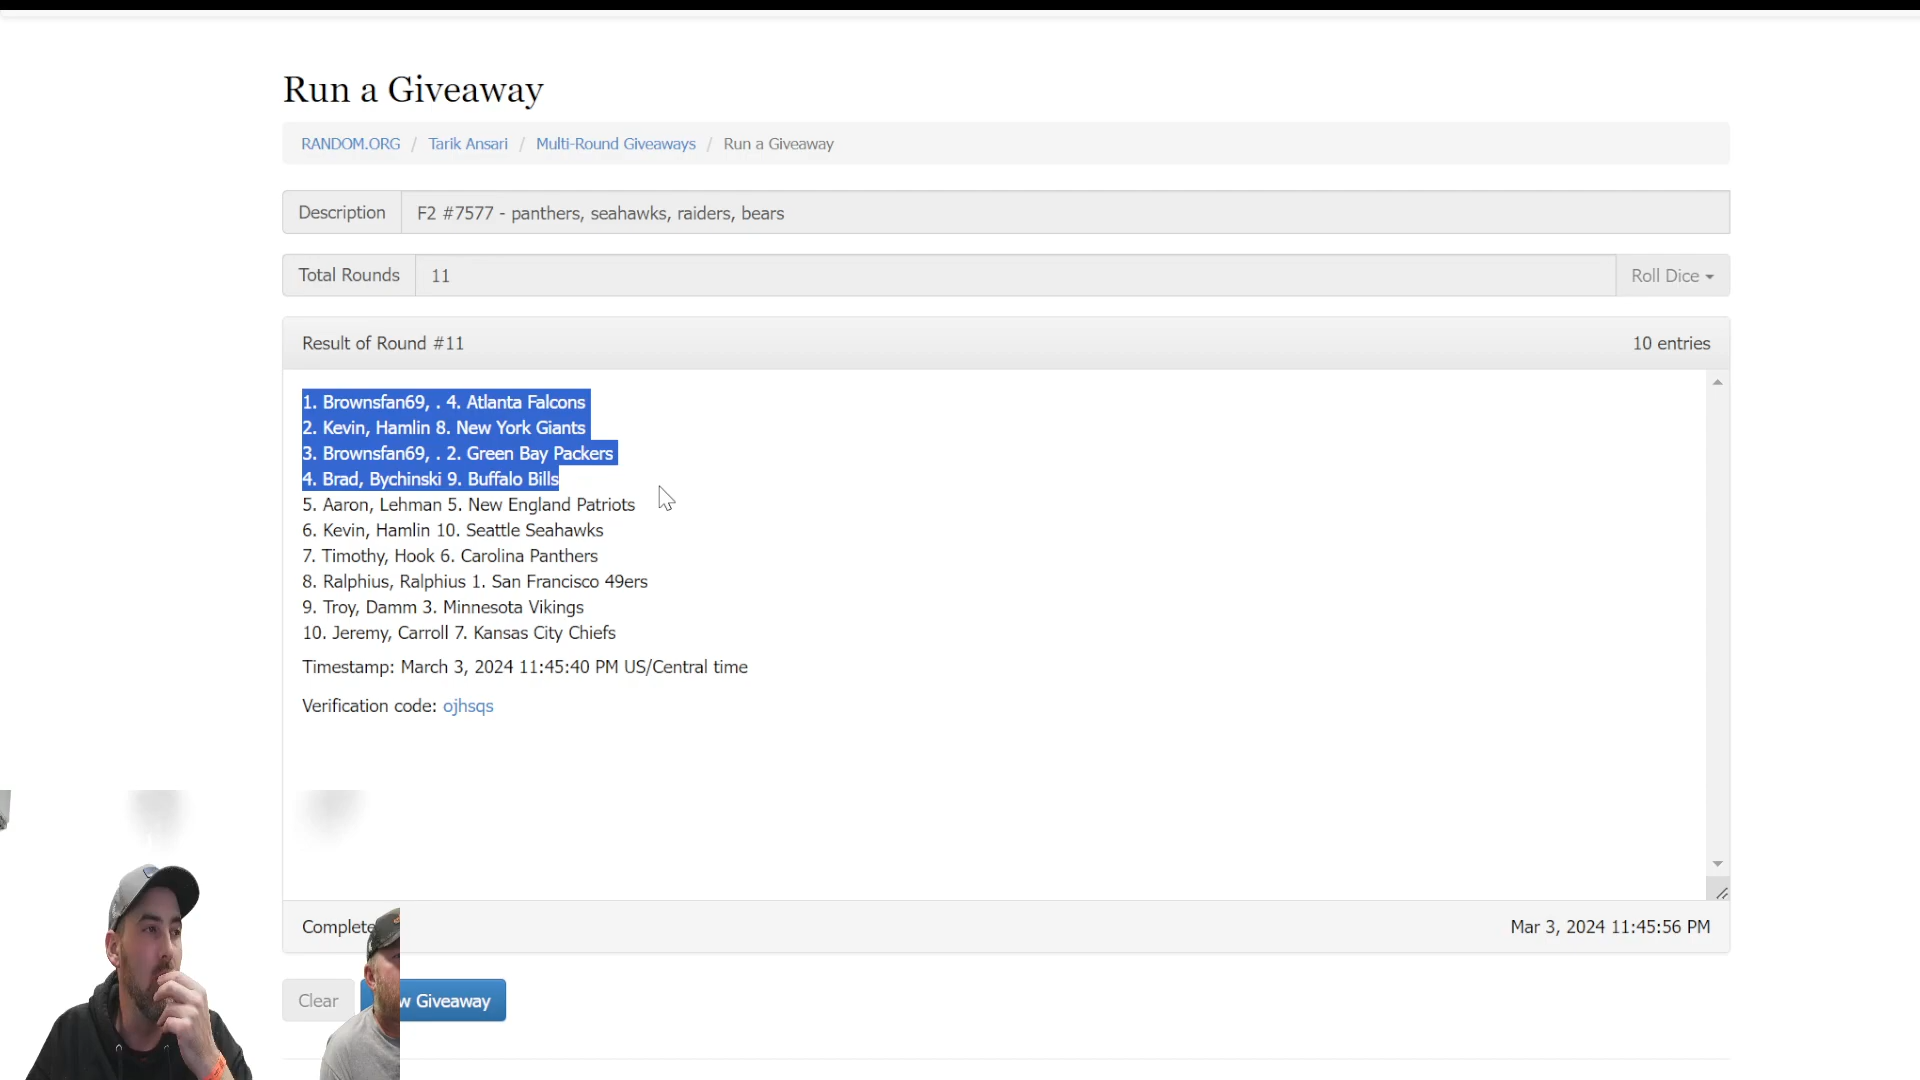 Run a Giveaway
RANDOM.ORG / Tarik Ansari / Multi-Round Giveaways / Run a Giveaway
Description F2 #7577 - panthers, seahawks, raiders, bears
Total Rounds 11 Roll Dice
Result of Round #11 10 entries
1. Brownsfan69, . 4. Atlanta Falcons
2. Kevin, Hamlin 8. New York Giants
3. Brownsfan69, . 2. Green Bay Packers
4. Brad, Bychinski 9. Buffalo Bills
5. Aaron, Lehman 5. New England Patriots
6. Kevin, Hamlin 10. Seattle Seahawks
7. Timothy, Hook 6. Carolina Panthers
8. Ralphius, Ralphius 1. San Francisco 49ers
9. Troy, Damm 3. Minnesota Vikings
10. Jeremy, Carroll 7. Kansas City Chiefs
Timestamp: March 3, 2024 11:45:40 PM US/Central time
Verification code: ojhsqs
Complete Mar 3, 2024 11:45:56 PM
Clear w Giveaway